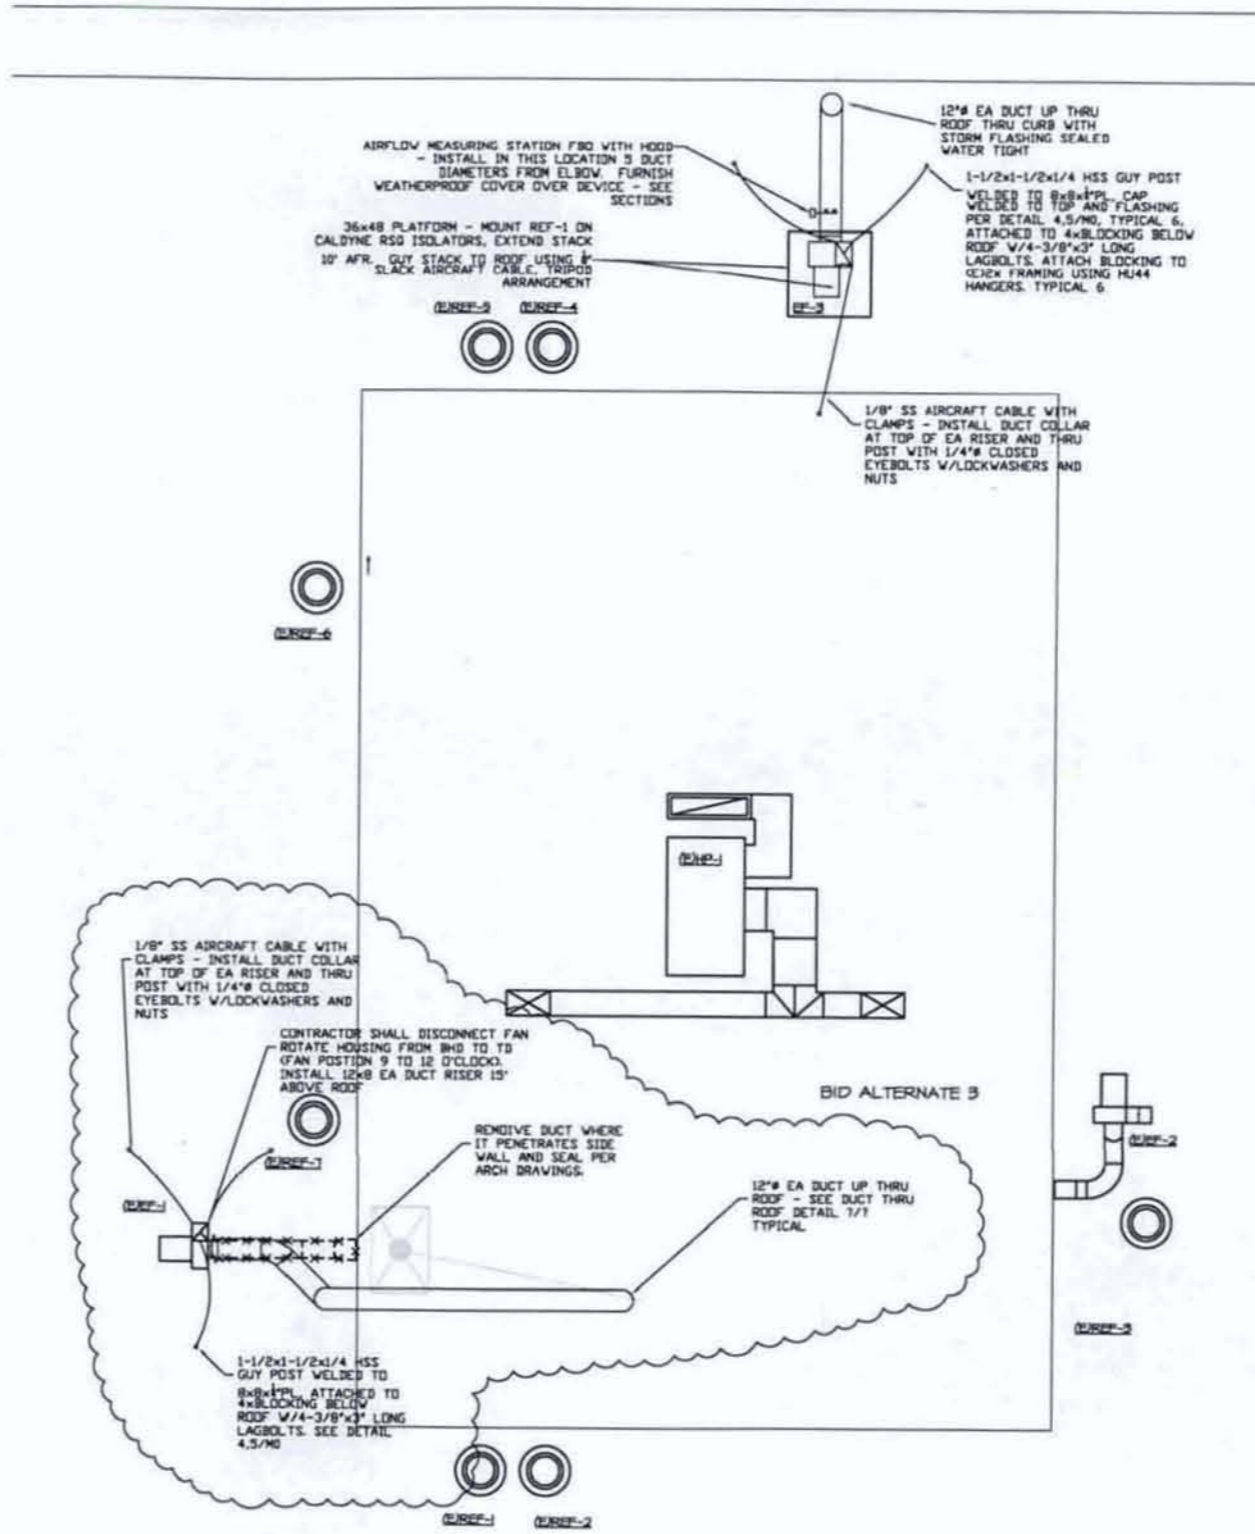 12"ø EA DUCT UP THRU
ROOF THRU CURB WITH
STORM FLASHING SEALED
WATER TIGHT
AIRFLOW MEASURING STATION FBO WITH HOOD
- INSTALL IN THIS LOCATION 5 DUCT
DIAMETERS FROM ELBOW. FURNISH
WEATHERPROOF COVER OVER DEVICE - SEE
SECTIONS
1-1/2x1-1/2x1/4 HSS GUY POST
WELDED TO 8x8x PL. CAP
WELDED TO TOP AND FLASHING
PER DETAIL 4,5/M0, TYPICAL 6,
ATTACHED TO 4xBLOCKING BELOW
ROOF W/4-3/8"x3" LONG
LAGBOLTS. ATTACH BLOCKING TO
(E)2x FRAMING USING HU44
HANGERS. TYPICAL 6
36x48 PLATFORM - MOUNT REF-1 ON
CALDYNE RSQ ISOLATORS, EXTEND STACK
10' AFR. GUY STACK TO ROOF USING
SLACK AIRCRAFT CABLE, TRIPOD
ARRANGEMENT
EF-3
(E)REF-5
(E)REF-4
1/8" SS AIRCRAFT CABLE WITH
CLAMPS - INSTALL DUCT COLLAR
AT TOP OF EA RISER AND THRU
POST WITH 1/4"ø CLOSED
EYEBOLTS W/LOCKWASHERS AND
NUTS
(E)REF-6
(E)HP-1
1/8" SS AIRCRAFT CABLE WITH
CLAMPS - INSTALL DUCT COLLAR
AT TOP OF EA RISER AND THRU
POST WITH 1/4"ø CLOSED
EYEBOLTS W/LOCKWASHERS AND
NUTS
CONTRACTOR SHALL DISCONNECT FAN
ROTATE HOUSING FROM BHD TO TD
(FAN POSTION 9 TO 12 O'CLOCK).
INSTALL 12x8 EA DUCT RISER 15'
ABOVE ROOF
BID ALTERNATE 3
REMOVE DUCT WHERE
IT PENETRATES SIDE
WALL AND SEAL PER
ARCH DRAWINGS.
(E)EF-2
(E)REF-7
12"ø EA DUCT UP THRU
ROOF - SEE DUCT THRU
ROOF DETAIL ?/?
TYPICAL
(E)EF-1
(E)REF-3
1-1/2x1-1/2x1/4 HSS
GUY POST WELDED TO
8x8x PL, ATTACHED TO
4xBLOCKING BELOW
ROOF W/4-3/8"x3" LONG
LAGBOLTS. SEE DETAIL
4,5/M0
(E)REF-1
(E)REF-2